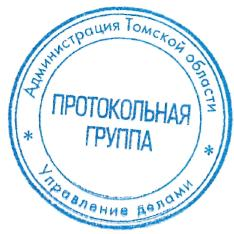 Администрация Томской области
ПРОТОКОЛЬНАЯ
ГРУППА
* Управление делами *